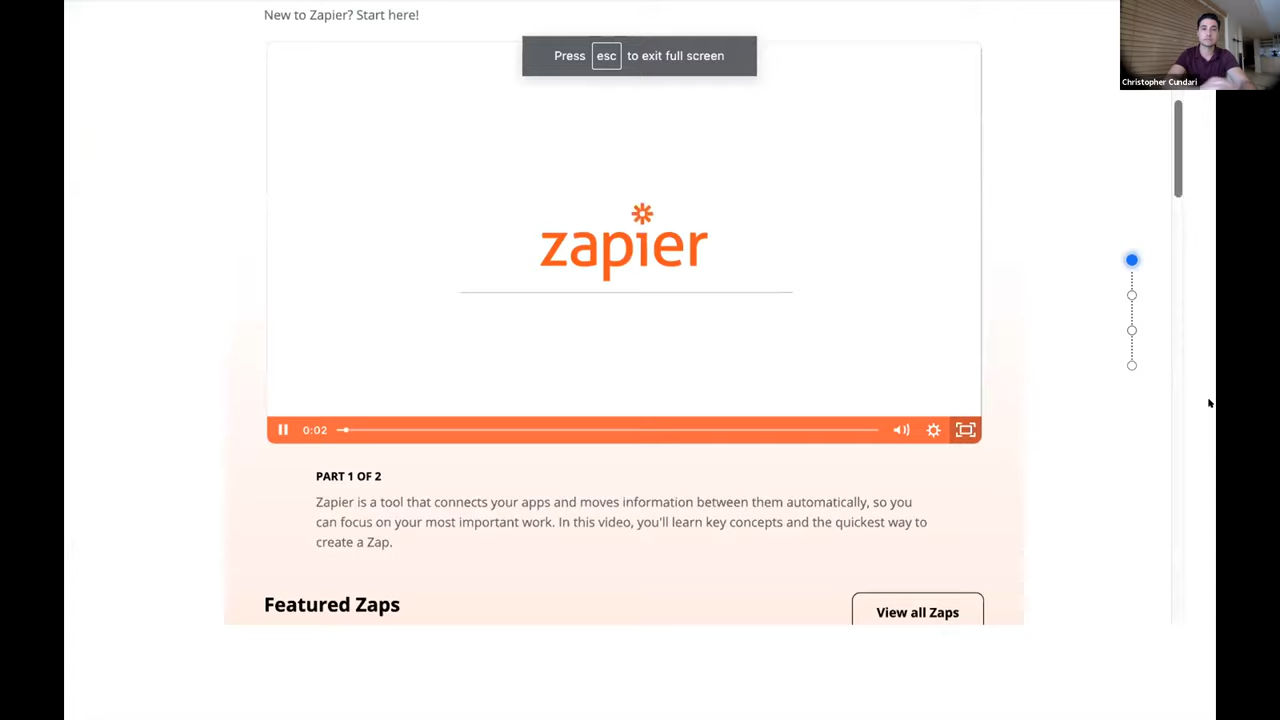 New to Zapier? Start here!
Press esc to exit full screen
Christopher Cundari
zapier
0:02
PART 1 OF 2
Zapier is a tool that connects your apps and moves information between them automatically, so you
can focus on your most important work. In this video, you'll learn key concepts and the quickest way to
create a Zap.
Featured Zaps
View all Zaps